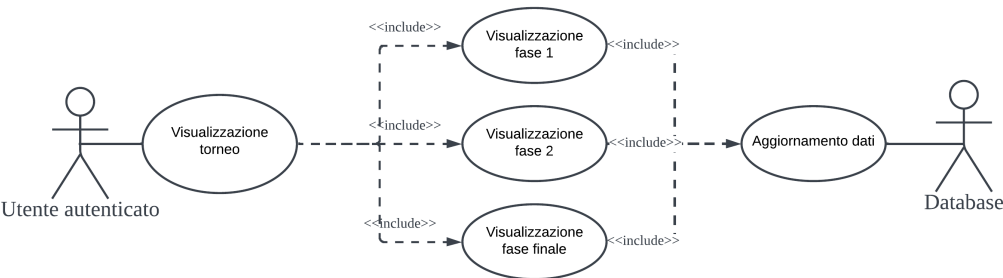 <<include>>
Visualizzazione
fase 1
<<include>>
Visualizzazione
torneo
<<include>>
Visualizzazione
fase 2
<<include>>
Aggiornamento dati
Utente autenticato
Database
<<include>>
Visualizzazione
fase finale
<<include>>